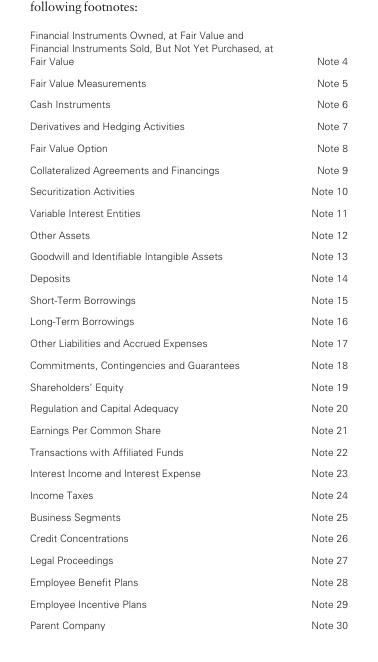 following footnotes:
Financial Instruments Owned, at Fair Value and
Financial Instruments Sold, But Not Yet Purchased, at
Fair Value Note 4
Fair Value Measurements Note 5
Cash Instruments Note 6
Derivatives and Hedging Activities Note 7
Fair Value Option Note 8
Collateralized Agreements and Financings Note 9
Securitization Activities Note 10
Variable Interest Entities Note 11
Other Assets Note 12
Goodwill and Identifiable Intangible Assets Note 13
Deposits Note 14
Short-Term Borrowings Note 15
Long-Term Borrowings Note 16
Other Liabilities and Accrued Expenses Note 17
Commitments, Contingencies and Guarantees Note 18
Shareholders’ Equity Note 19
Regulation and Capital Adequacy Note 20
Earnings Per Common Share Note 21
Transactions with Affiliated Funds Note 22
Interest Income and Interest Expense Note 23
Income Taxes Note 24
Business Segments Note 25
Credit Concentrations Note 26
Legal Proceedings Note 27
Employee Benefit Plans Note 28
Employee Incentive Plans Note 29
Parent Company Note 30